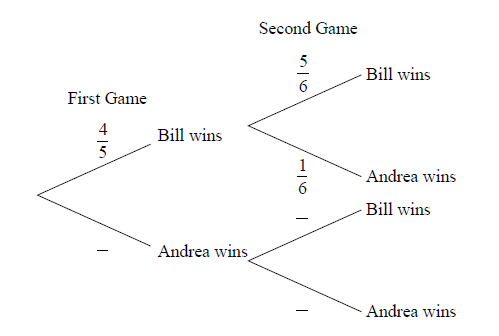 Second Game
5
6
Bill wins
First Game
4
5
Bill wins
1
6
Andrea wins
–
Bill wins
–
Andrea wins
–
Andrea wins